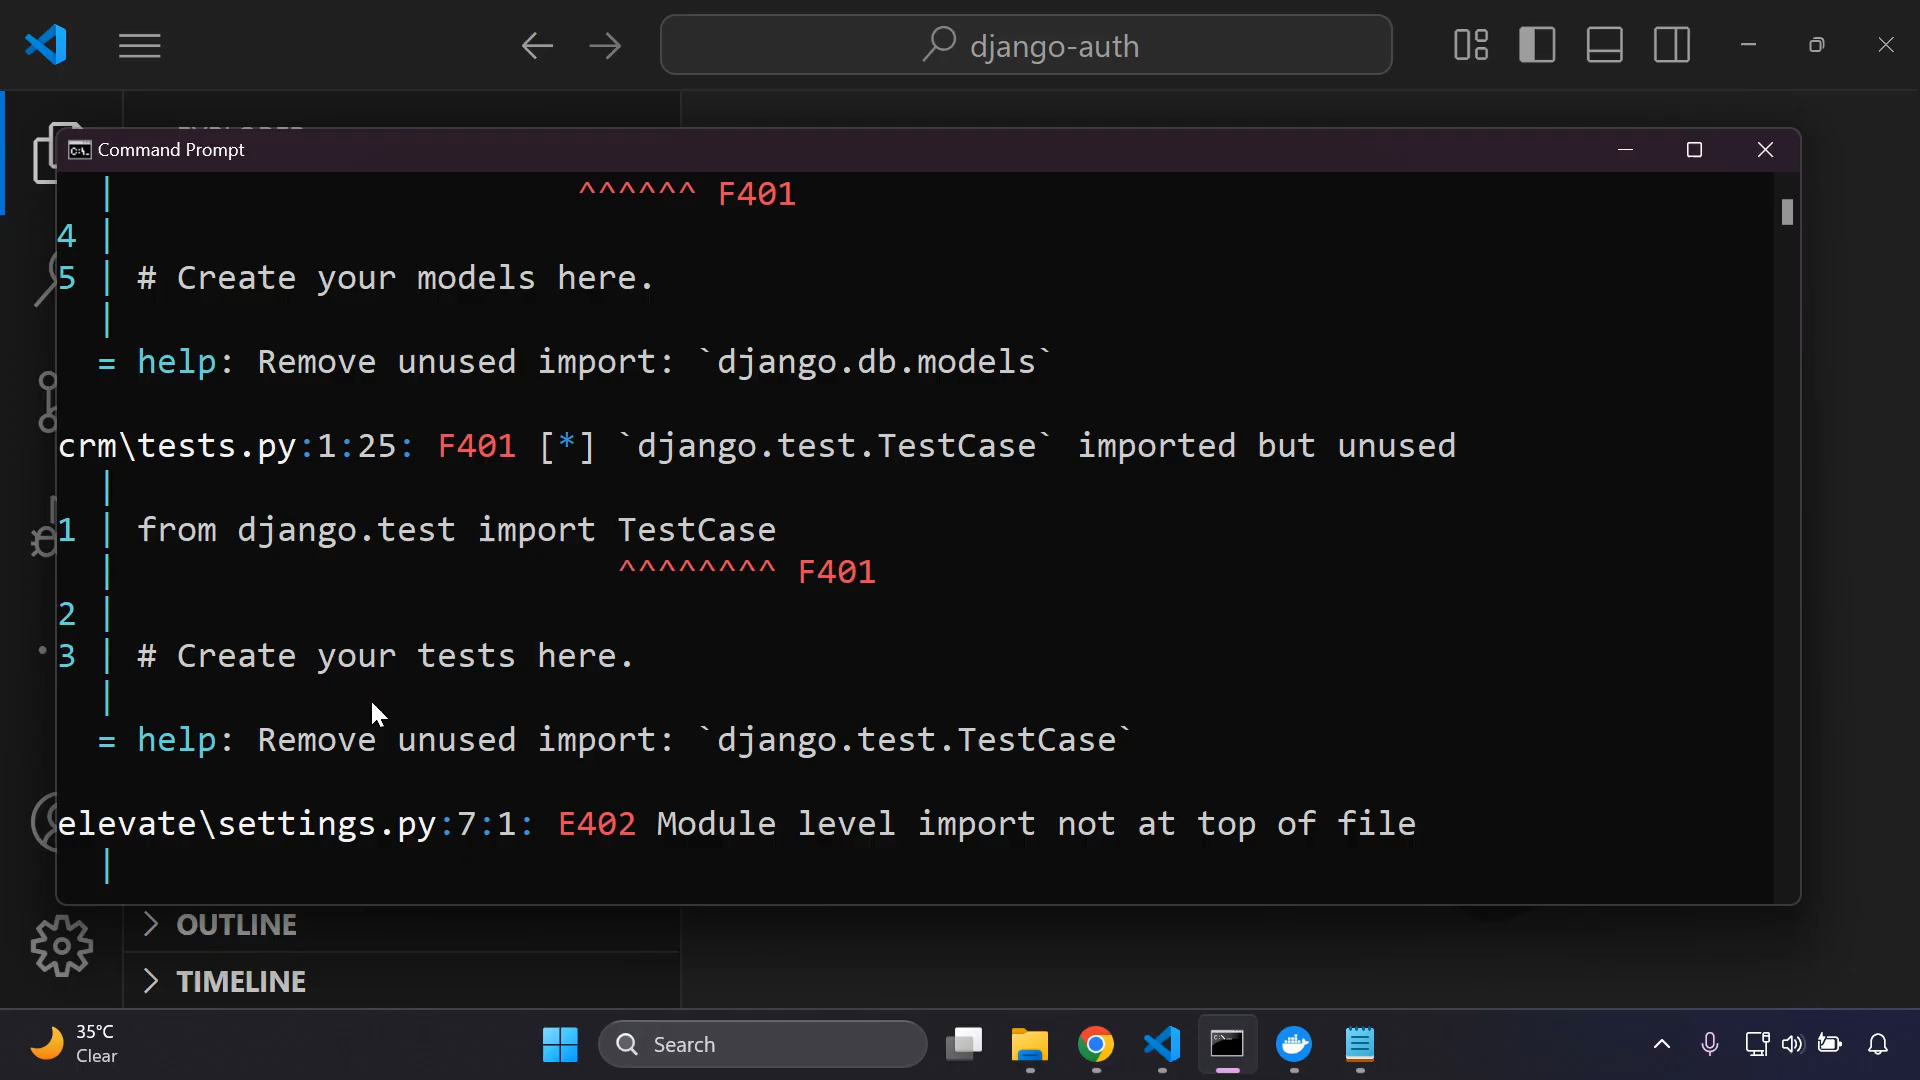 django-auth
EXPLORER
Command Prompt
| ^^^^^^ F401
4 |
5 | # Create your models here.
|
= help: Remove unused import: `django.db.models`
crm\tests.py:1:25: F401 [*] `django.test.TestCase` imported but unused
|
1 | from django.test import TestCase
| ^^^^^^^^ F401
2 |
3 | # Create your tests here.
|
= help: Remove unused import: `django.test.TestCase`
elevate\settings.py:7:1: E402 Module level import not at top of file
|
OUTLINE
TIMELINE
35°C
Clear
Search